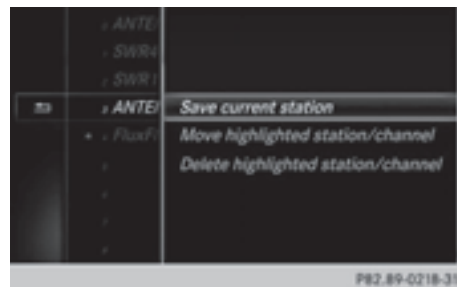 ANTE
SWR4
SWR1
ANTE Save current station
FluxF Move highlighted station/channel
Delete highlighted station/channel
P82.89-0218-31